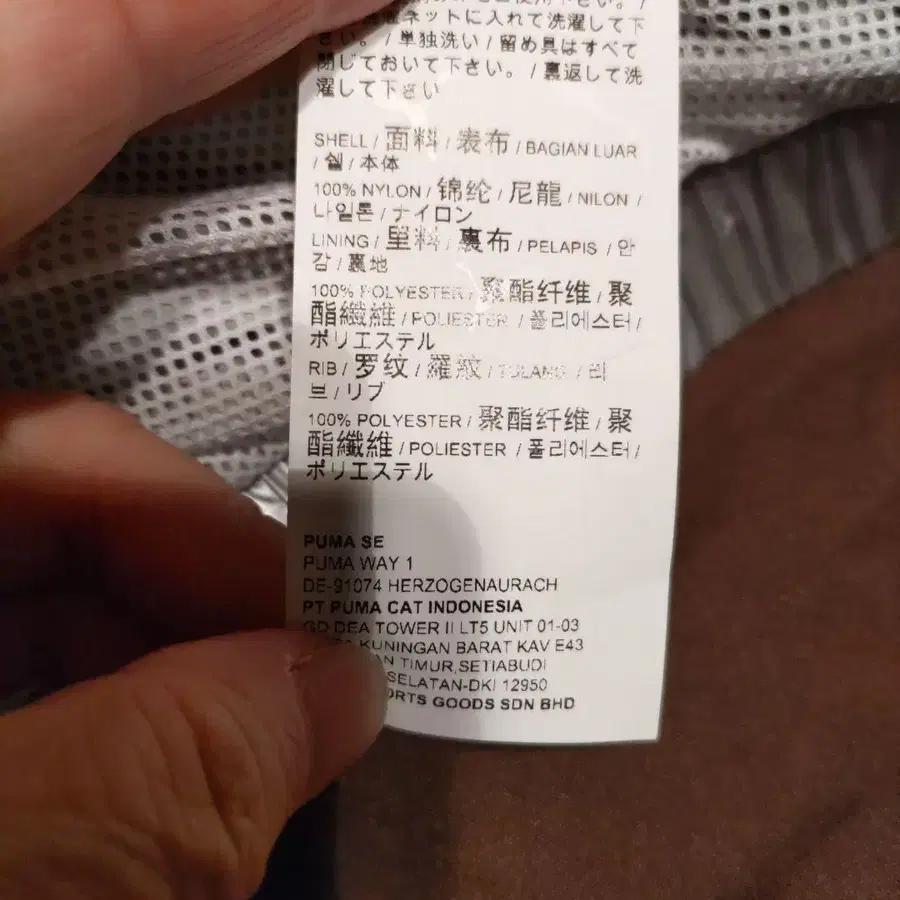 ネットに入れて洗濯して下
さい。/ 単独洗い / 留め具はすべて
閉じておいて下さい。/ 裏返して洗
濯して下さい
SHELL / 面料 / 表布 / BAGIAN LUAR
/ 쉘 / 本体
100% NYLON / 锦纶 / 尼龍 / NILON /
나일론 / ナイロン
LINING / 里料 / 裏布 / PELAPIS / 안
감 / 裏地
100% POLYESTER / 聚酯纤维 / 聚
酯纖維 / POLIESTER / 폴리에스터 /
ポリエステル
RIB / 罗纹 / 羅紋 / TULANG / 리
브 / リブ
100% POLYESTER / 聚酯纤维 / 聚
酯纖維 / POLIESTER / 폴리에스터 /
ポリエステル
PUMA SE
PUMA WAY 1
DE-91074 HERZOGENAURACH
PT PUMA CAT INDONESIA
GD DEA TOWER II LT5 UNIT 01-03
KUNINGAN BARAT KAV E43
TIMUR,SETIABUDI
SELATAN-DKI 12950
GOODS SDN BHD